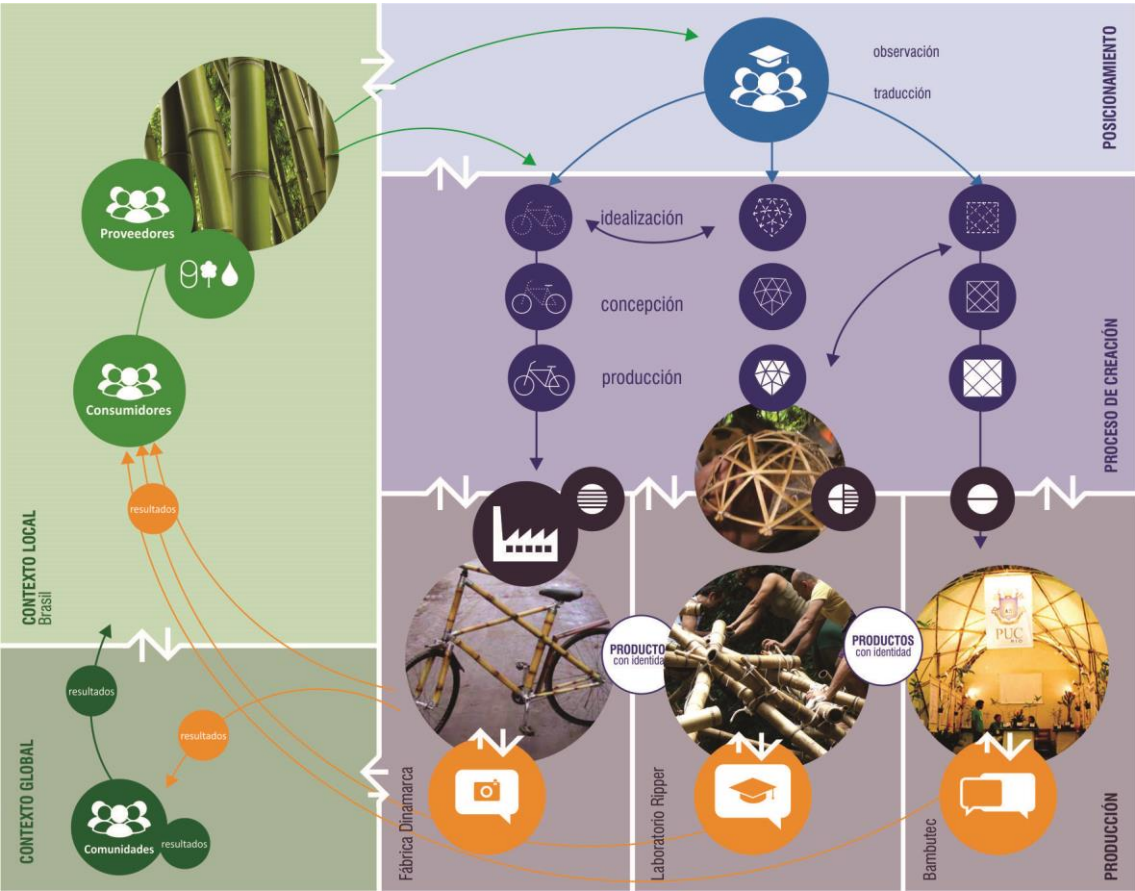 observación
traducción
POSICIONAMIENTO
Proveedores
Consumidores
resultados
CONTEXTO LOCAL
Brasil
idealización
concepción
producción
PROCESO DE CREACIÓN
PRODUCTO
con identida
PRODUCTOS
con identidad
PUC
resultados
resultados
Comunidades
resultados
CONTEXTO GLOBAL
Fábrica Dinamarca
Laboratorio Ripper
Bambutec
PRODUCCIÓN